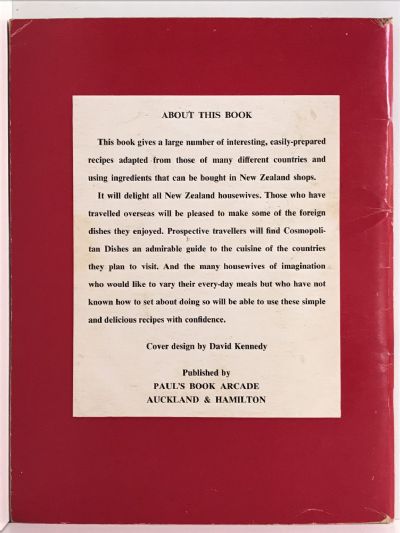 ABOUT THIS BOOK
This book gives a large number of interesting, easily-prepared
recipes adapted from those of many different countries and
using ingredients that can be bought in New Zealand shops.
It will delight all New Zealand housewives. Those who have
travelled overseas will be pleased to make some of the foreign
dishes they enjoyed. Prospective travellers will find Cosmopoli-
tan Dishes an admirable guide to the cuisine of the countries
they plan to visit. And the many housewives of imagination
who would like to vary their every-day meals but who have not
known how to set about doing so will be able to use these simple
and delicious recipes with confidence.
Cover design by David Kennedy
Published by
PAUL'S BOOK ARCADE
AUCKLAND & HAMILTON